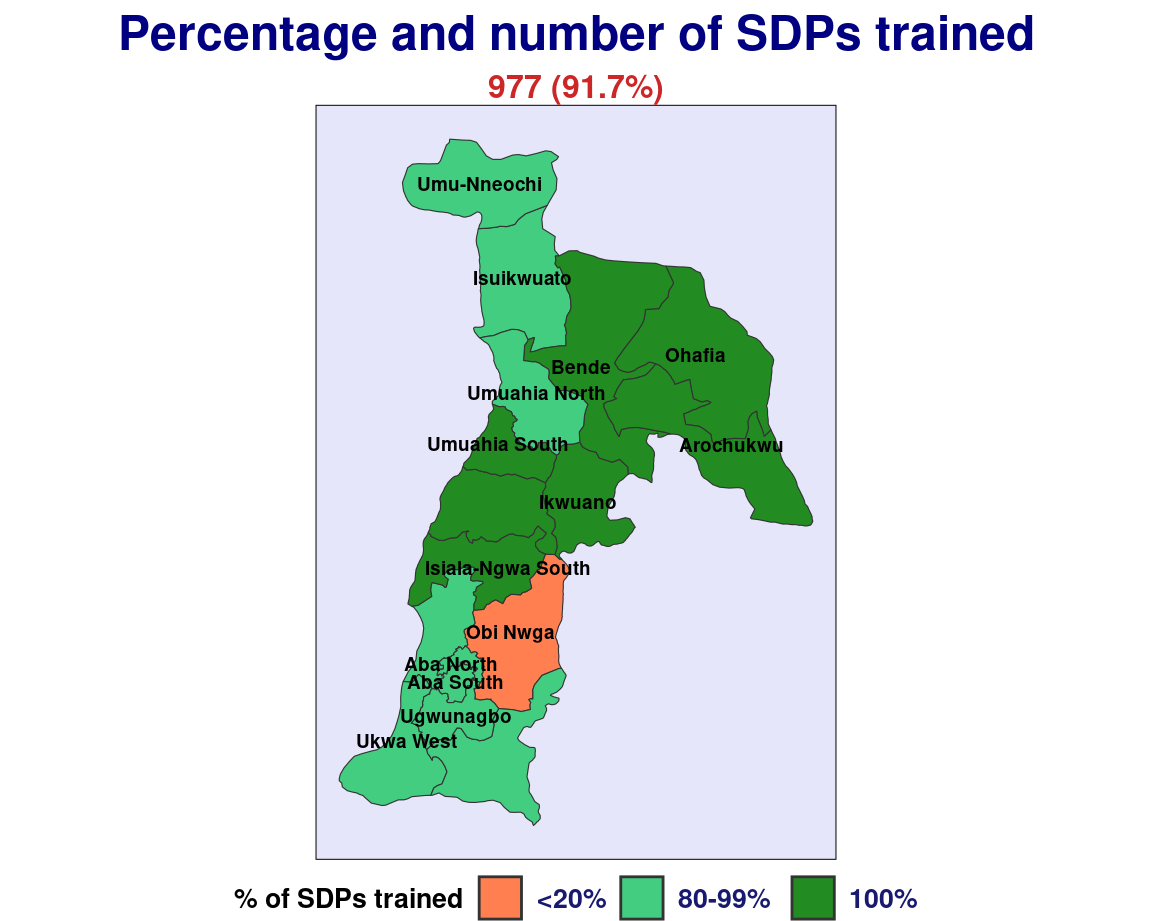 Percentage and number of SDPs trained
977 (91.7%)
Umu-Nneochi
Isuikwuato
Ohafia
Bende
Umuahia North
Umuahia South
Arochukwu
Ikwuano
Isiala-Ngwa South
Obi Nwga
Aba North
Aba South
Ugwunagbo
Ukwa West
% of SDPs trained <20% 80-99% 100%